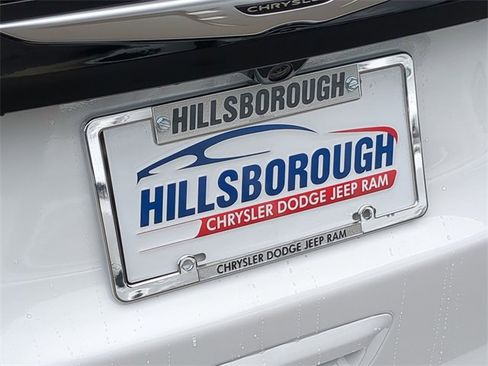 CHRYSLER
HILLSBOROUGH
HILLSBOROUGH
CHRYSLER DODGE JEEP RAM
CHRYSLER DODGE JEEP RAM